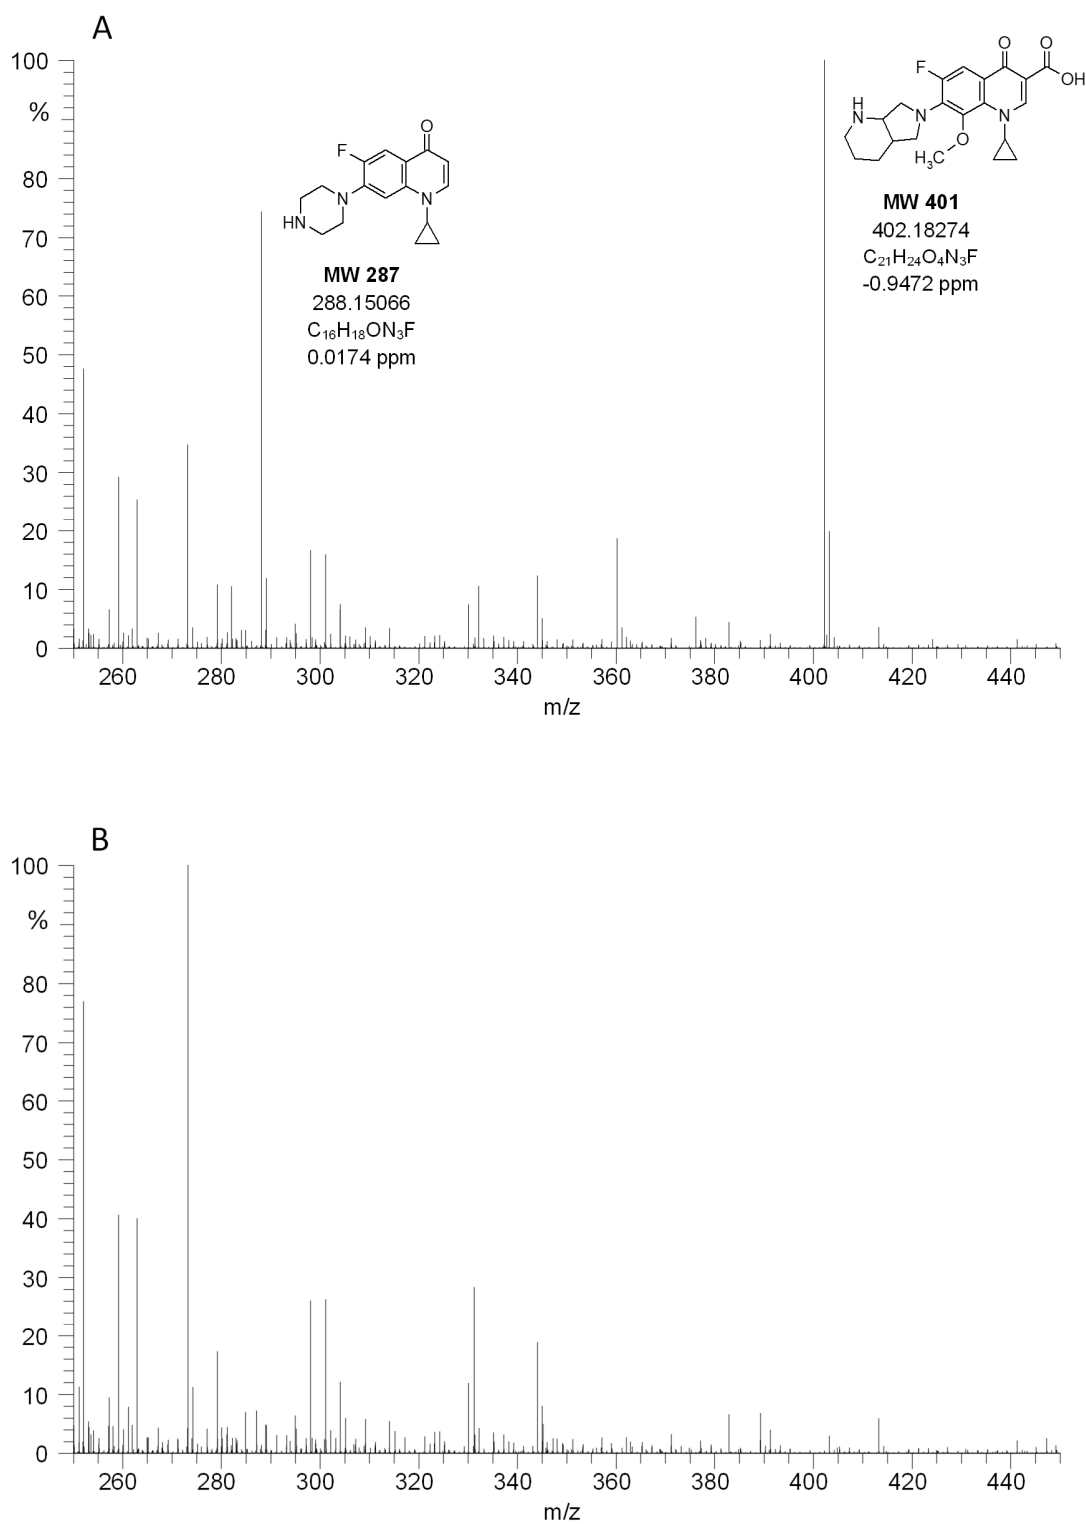 A
100
%
80
70
60
50
40
30
20
10
0
260 280 300 320 340 360 380 400 420 440
m/z
O
F
N
HN
N
MW 287
288.15066
C₁₆H₁₈ON₃F
0.0174 ppm
O O
F
OH
H
N
N
N
O
H₃C
MW 401
402.18274
C₂₁H₂₄O₄N₃F
-0.9472 ppm
B
100
%
80
70
60
50
40
30
20
10
0
260 280 300 320 340 360 380 400 420 440
m/z